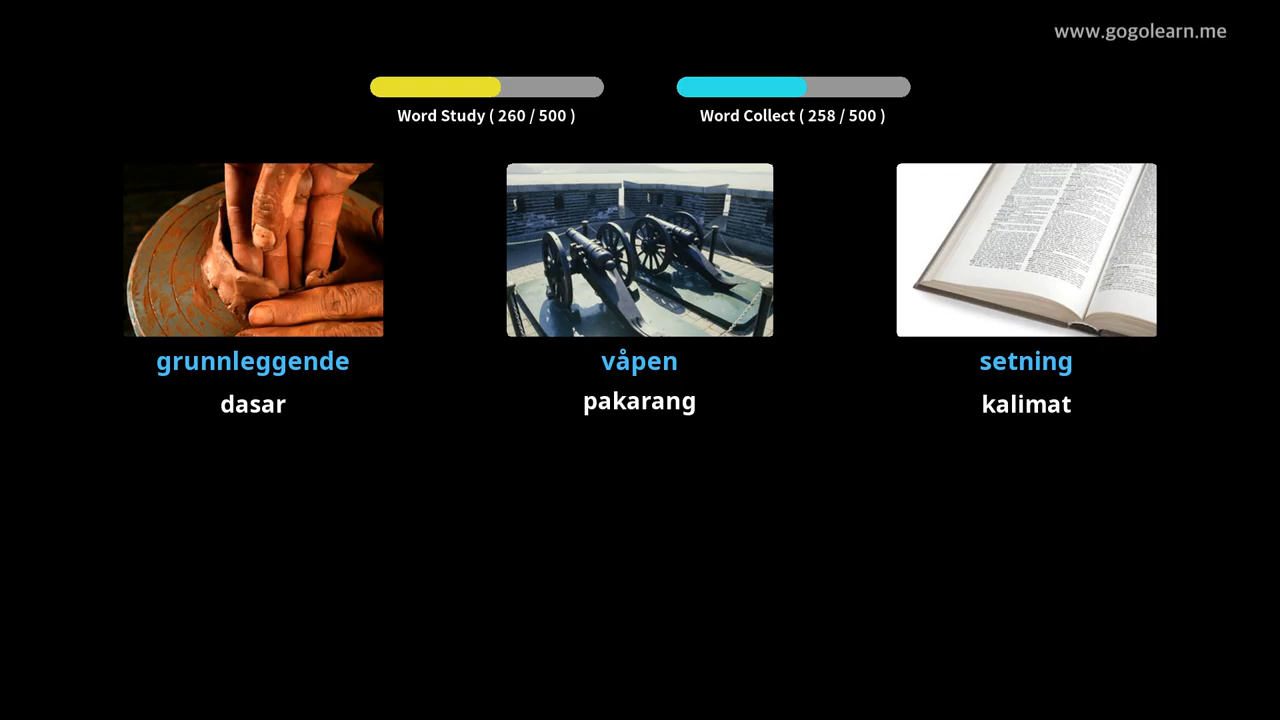 www.gogolearn.me
Word Study ( 260 / 500 )
Word Collect ( 258 / 500 )
grunnleggende
våpen
setning
dasar
pakarang
kalimat